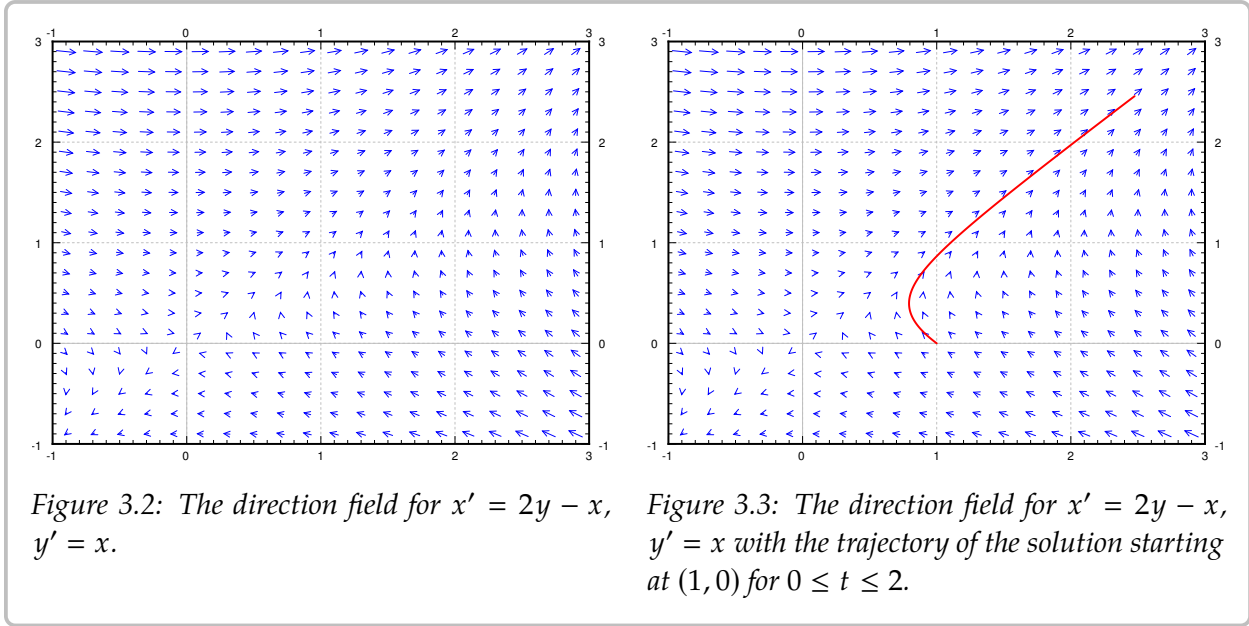 -1 0 1 2 3
3 3
2 2
1 1
0 0
-1 -1
-1 0 1 2 3
Figure 3.2: The direction field for x′ = 2y − x,
y′ = x.
-1 0 1 2 3
3 3
2 2
1 1
0 0
-1 -1
-1 0 1 2 3
Figure 3.3: The direction field for x′ = 2y − x,
y′ = x with the trajectory of the solution starting
at (1, 0) for 0 ≤ t ≤ 2.